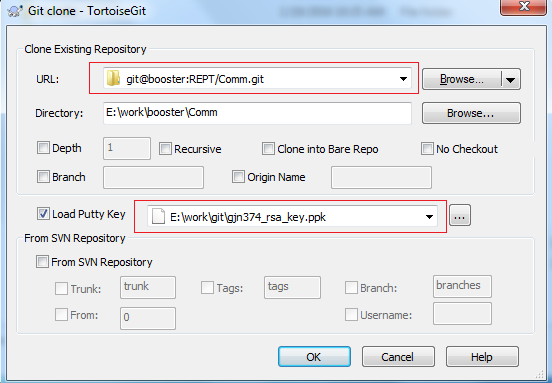 Git clone - TortoiseGit
Clone Existing Repository
URL: git@booster:REPT/Comm.git Browse...
Directory: E:\work\booster\Comm Browse...
Depth 1 Recursive Clone into Bare Repo No Checkout
Branch Origin Name
Load Putty Key E:\work\git\gjn374_rsa_key.ppk ...
From SVN Repository
From SVN Repository
Trunk: trunk Tags: tags Branch: branches
From: 0 Username:
OK Cancel Help